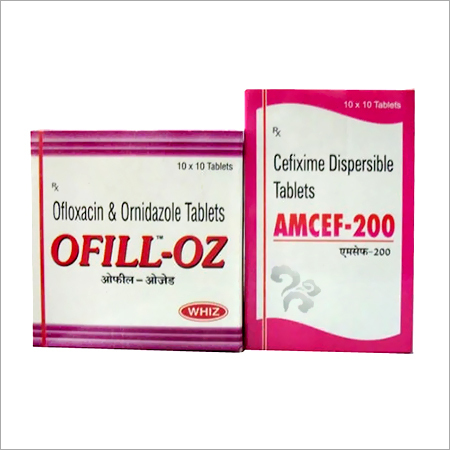 10 x 10 Tablets
Rx
Ofloxacin & Ornidazole Tablets
OFILL-OZ™
ओफील - ओजेड
WHIZ
10 x 10 Tablets
Rx
Cefixime Dispersible
Tablets
AMCEF-200
एमसेफ-200